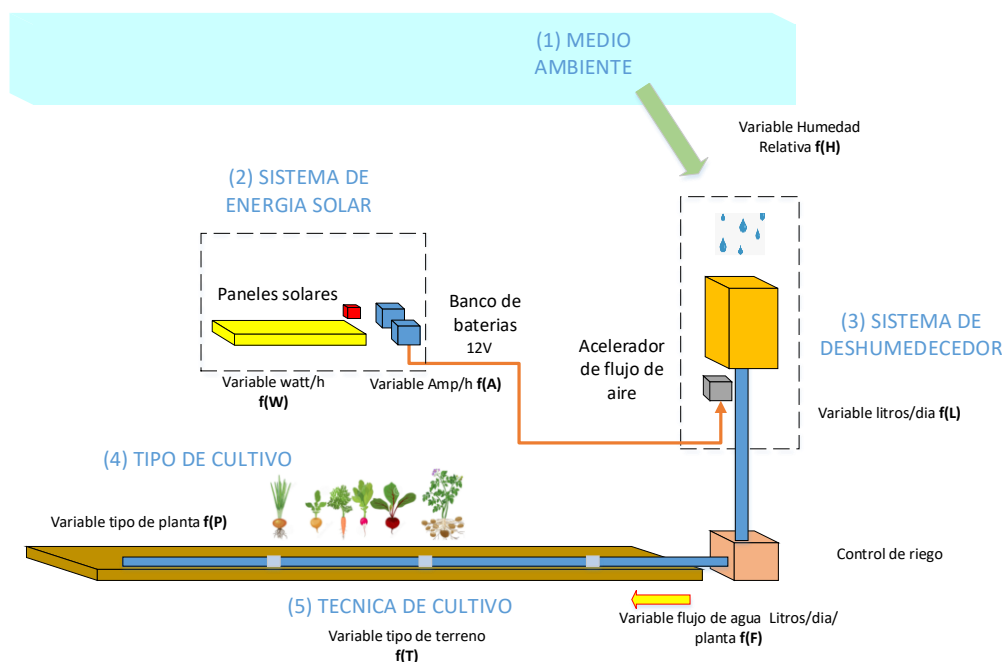 (1) MEDIO
AMBIENTE
Variable Humedad
Relativa f(H)
(2) SISTEMA DE
ENERGIA SOLAR
Paneles solares
Banco de
baterias
12V
Variable watt/h
f(W)
Variable Amp/h f(A)
Acelerador
de flujo de
aire
(3) SISTEMA DE
DESHUMEDECEDOR
Variable litros/dia f(L)
(4) TIPO DE CULTIVO
Variable tipo de planta f(P)
Control de riego
(5) TECNICA DE CULTIVO
Variable tipo de terreno
f(T)
Variable flujo de agua Litros/dia/
planta f(F)